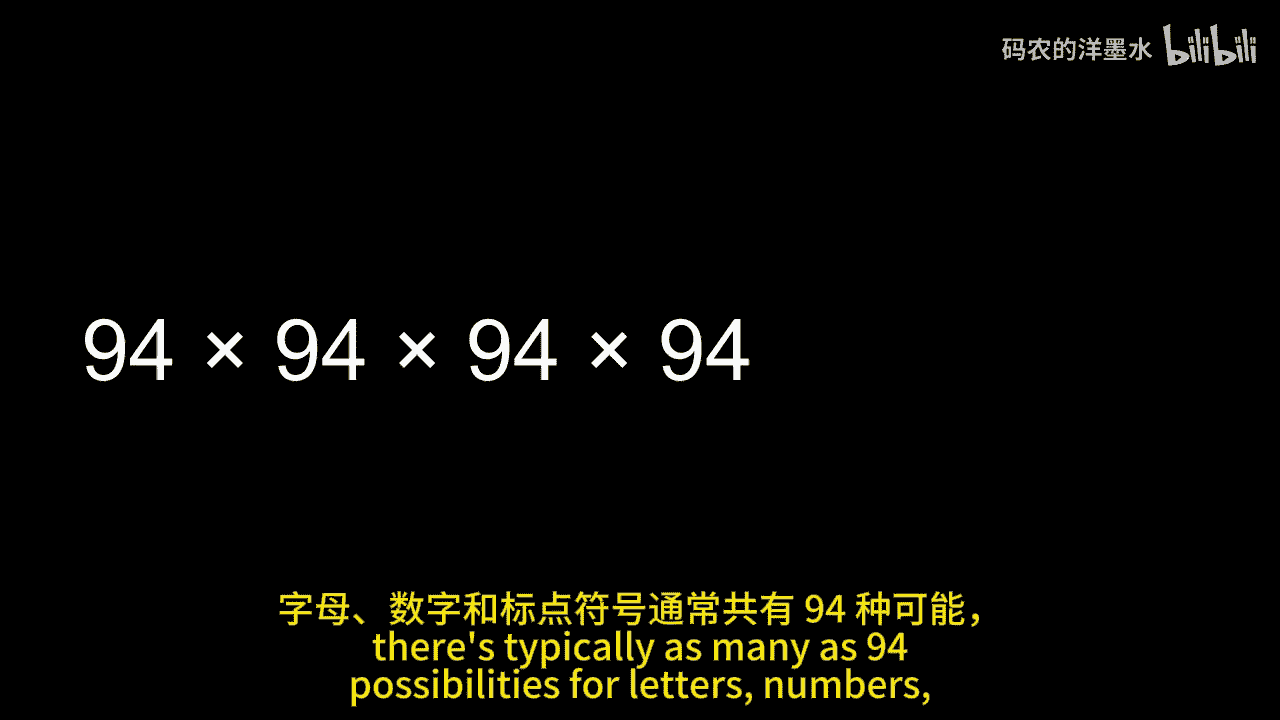 码农的洋墨水 bilibili
94 × 94 × 94 × 94
字母、数字和标点符号通常共有 94 种可能，
there's typically as many as 94
possibilities for letters, numbers,